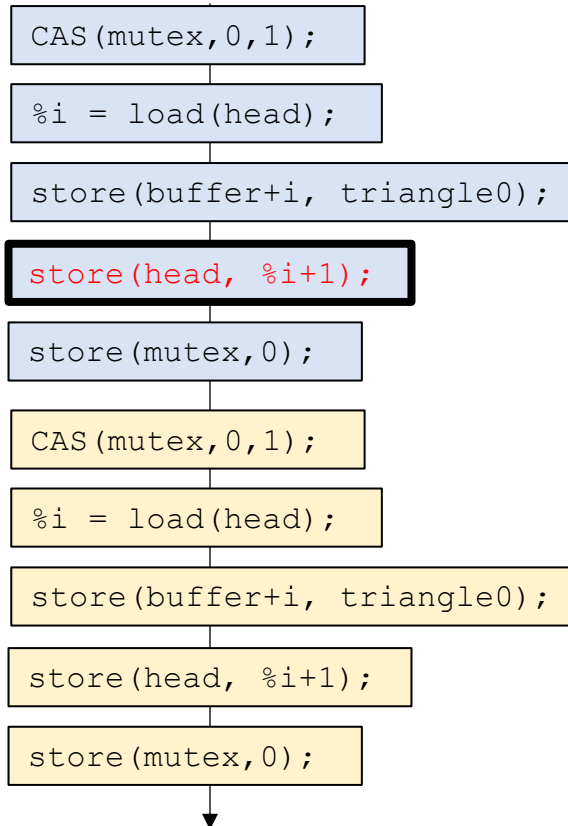 CAS(mutex,0,1);
%i = load(head);
store(buffer+i, triangle0);
store(head, %i+1);
store(mutex,0);
CAS(mutex,0,1);
%i = load(head);
store(buffer+i, triangle0);
store(head, %i+1);
store(mutex,0);